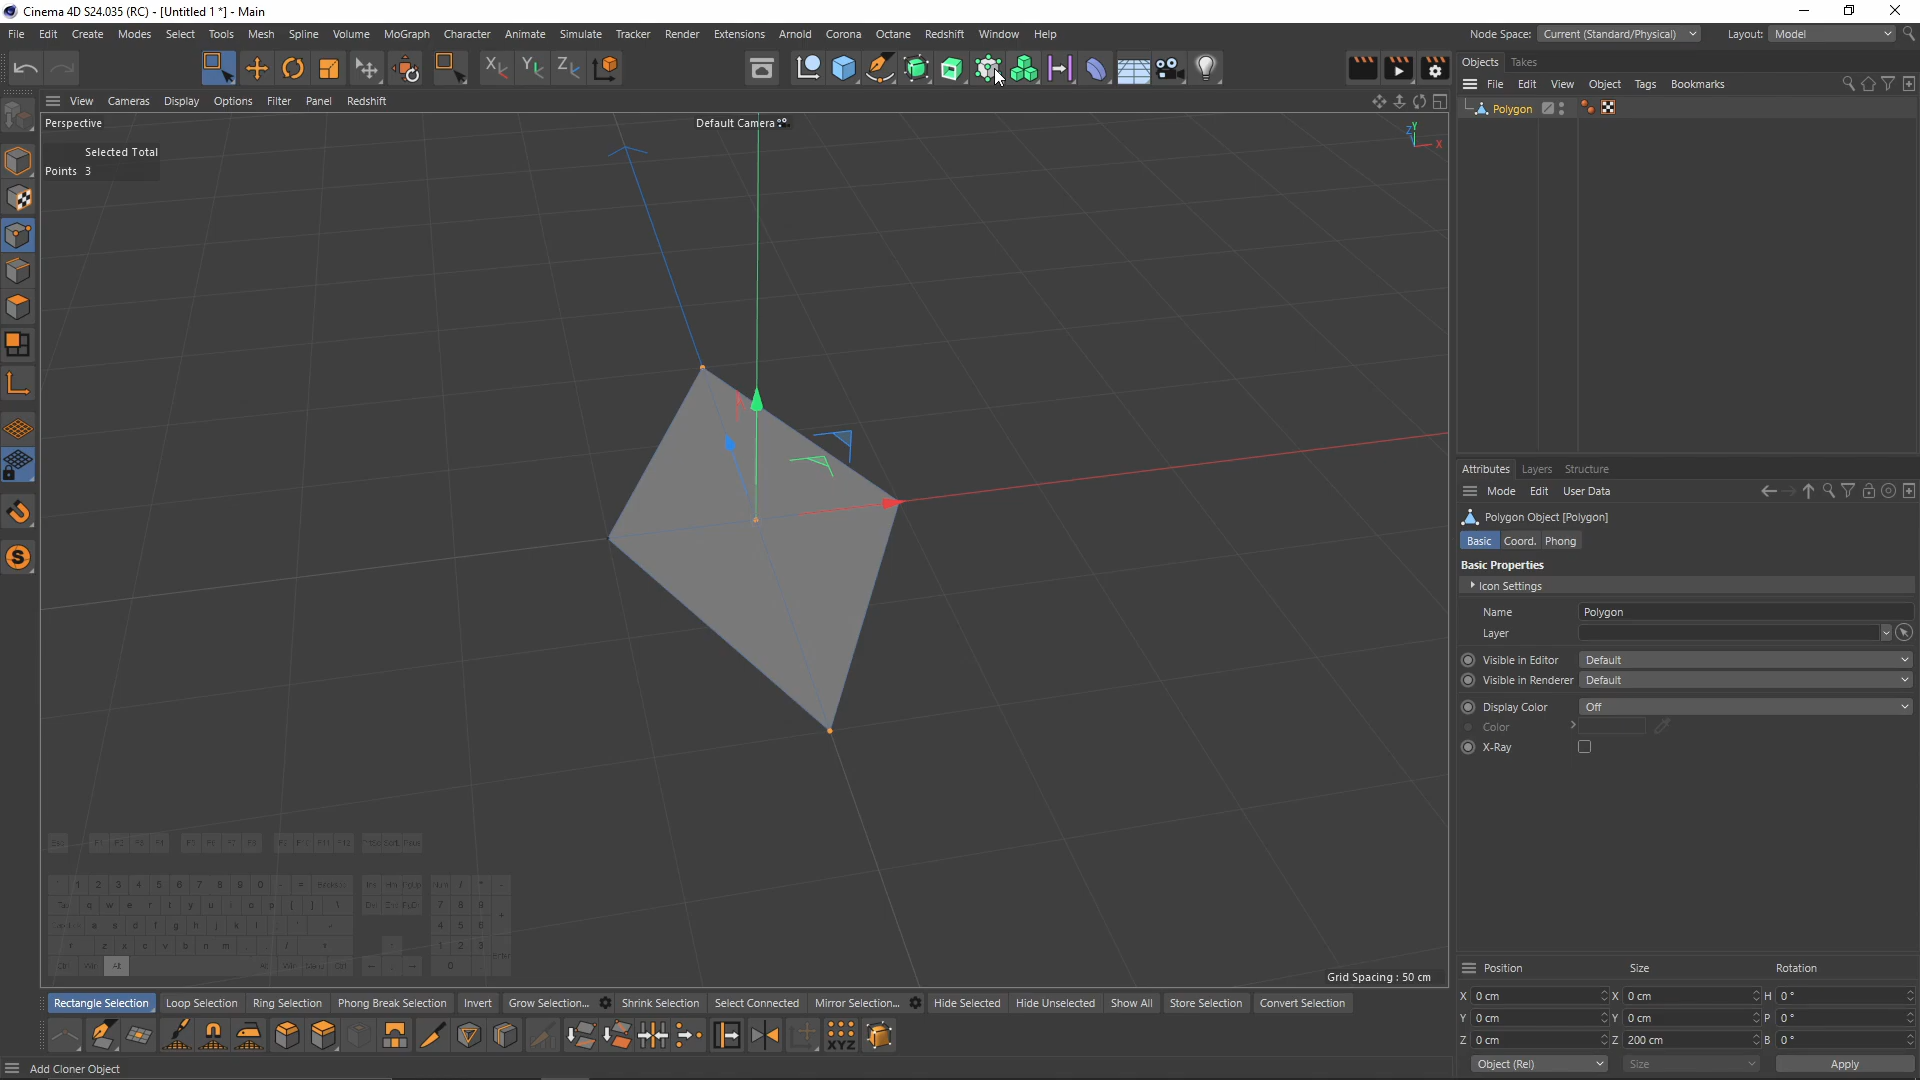 Cinema 4D S24.035 (RC) - [Untitled 1 *] - Main
File Edit Create Modes Select Tools Mesh Spline Volume MoGraph Character Animate Simulate Tracker Render Extensions Arnold Corona Octane Redshift Window Help
Node Space: Current (Standard/Physical) Layout: Model
Objects Takes
File Edit View Object Tags Bookmarks
Polygon
View Cameras Display Options Filter Panel Redshift
Perspective
Default Camera
Selected Total
Points 3
Y
Z
X
Attributes Layers Structure
Mode Edit User Data
Polygon Object [Polygon]
Basic Coord. Phong
Basic Properties
Icon Settings
Name Polygon
Layer
Visible in Editor Default
Visible in Renderer Default
Display Color Off
Color
X-Ray
Grid Spacing : 50 cm
Position Size Rotation
X 0 cm X 0 cm H 0°
Y 0 cm Y 0 cm P 0°
Z 0 cm Z 200 cm B 0°
Object (Rel) Size Apply
Rectangle Selection Loop Selection Ring Selection Phong Break Selection Invert Grow Selection... Shrink Selection Select Connected Mirror Selection... Hide Selected Hide Unselected Show All Store Selection Convert Selection
XYZ
Add Cloner Object